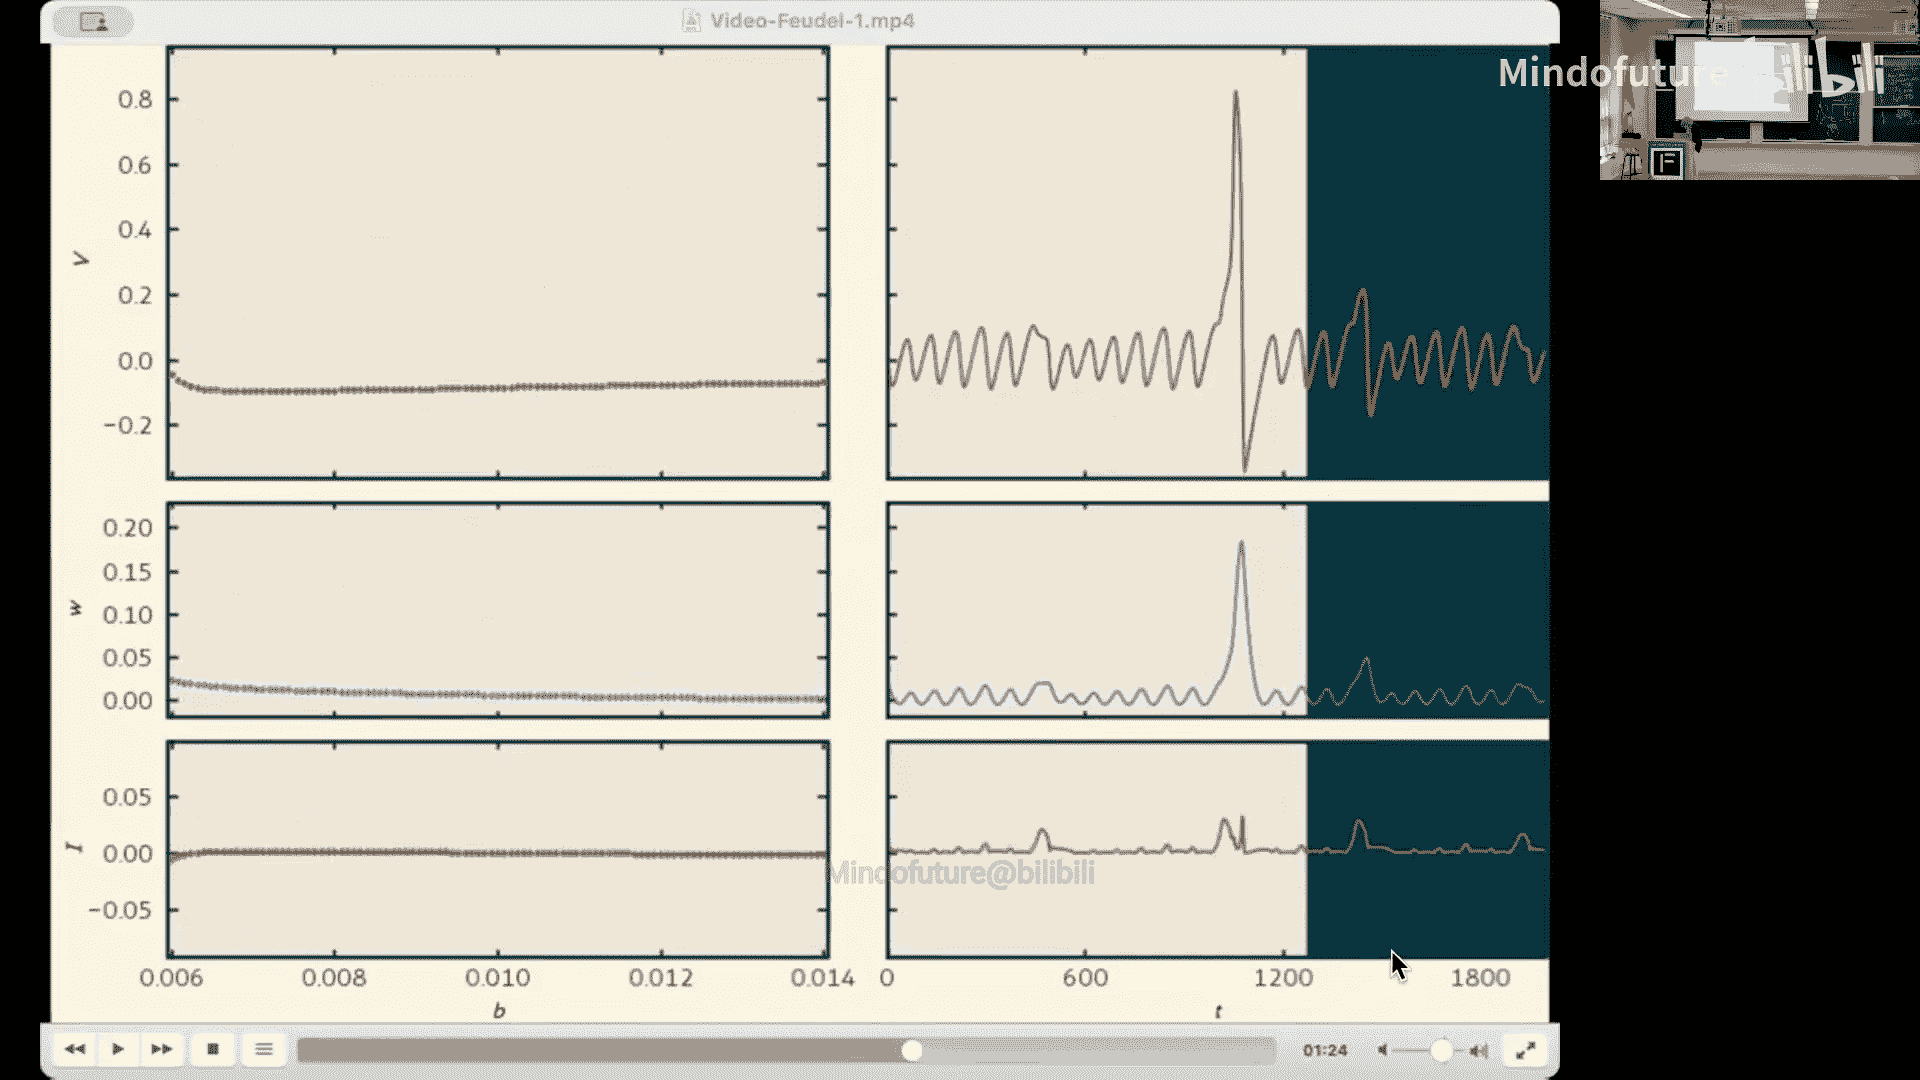 Video-Feudel-1.mp4
Mindofuture bilibili
F
0.8
0.6
0.4
V
0.2
0.0
−0.2
0.20
0.15
w
0.10
0.05
0.00
0.05
I
0.00
Mindofuture@bilibili
−0.05
0.006 0.008 0.010 0.012 0.014 0 600 1200 1800
b t
01:24